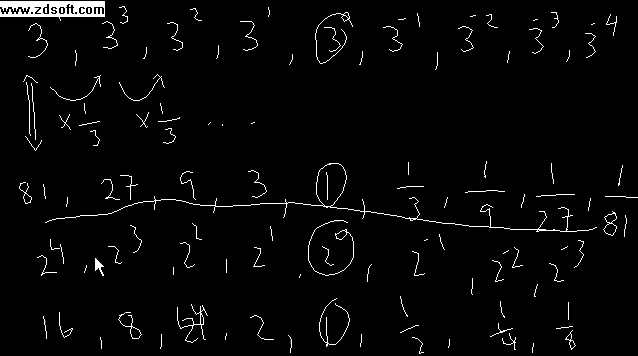 www.zdsoft.com
3⁴, 3³, 3², 3¹, 3⁰, 3⁻¹, 3⁻², 3⁻³, 3⁻⁴
×1/3 ×1/3 ...
81, 27, 9, 3, 1, 1/3, 1/9, 1/27, 1/81
2⁴, 2³, 2², 2¹, 2⁰, 2⁻¹, 2⁻², 2⁻³
16, 8, 4, 2, 1, 1/2, 1/4, 1/8